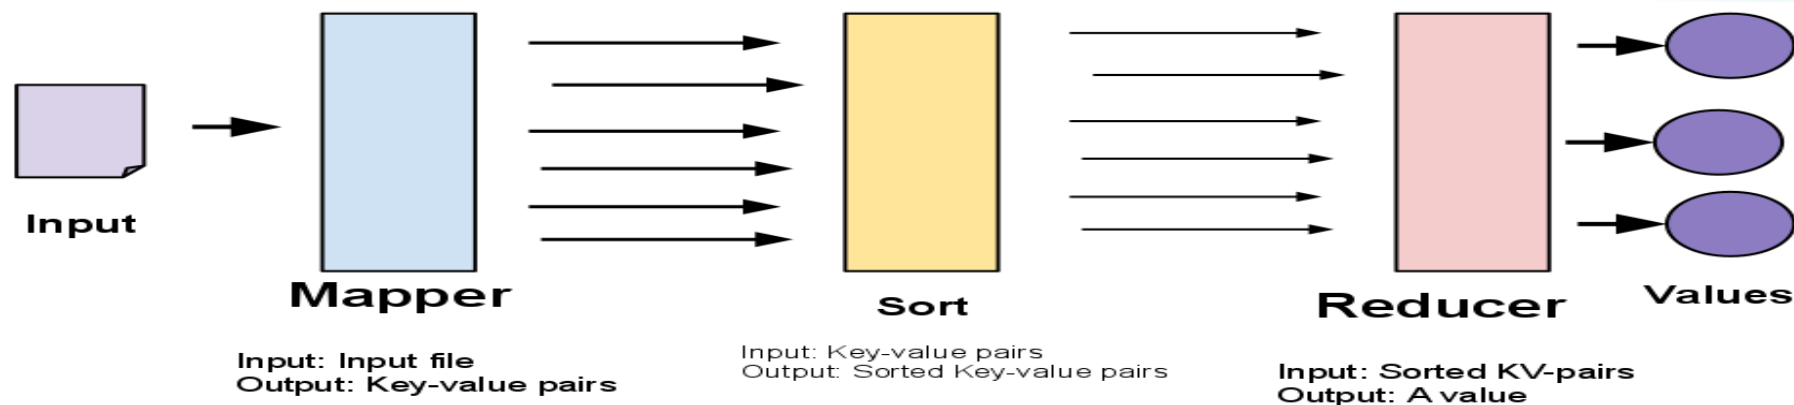 Input
Mapper
Sort
Reducer
Values
Input: Input file
Output: Key-value pairs
Input: Key-value pairs
Output: Sorted Key-value pairs
Input: Sorted KV-pairs
Output: A value